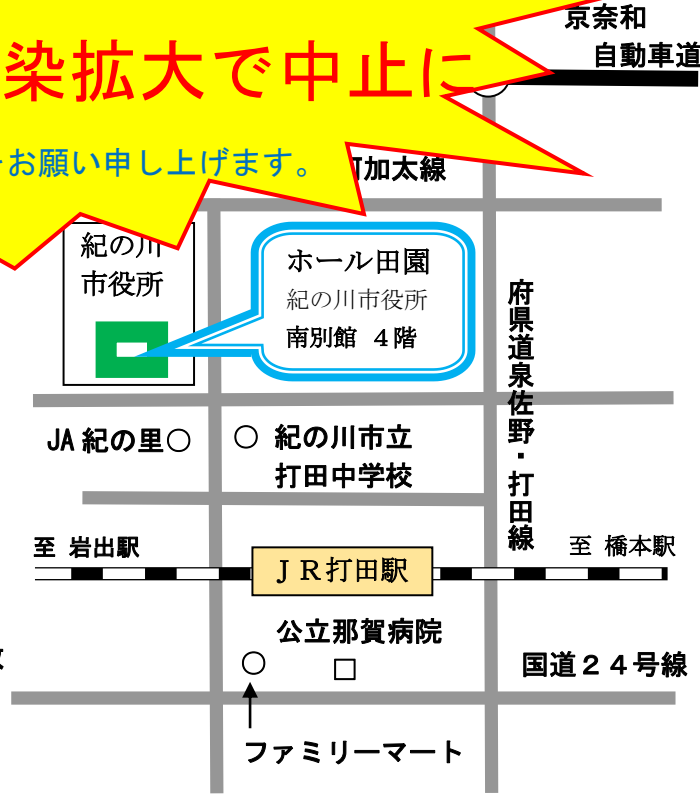 京奈和
自動車道
染拡大で中止に
をお願い申し上げます。
加太線
紀の川
市役所
ホール田園
紀の川市役所
南別館 4階
府県道泉佐野・打田線
JA紀の里○
○ 紀の川市立
打田中学校
至 岩出駅
至 橋本駅
JR打田駅
公立那賀病院
国道24号線
ファミリーマート